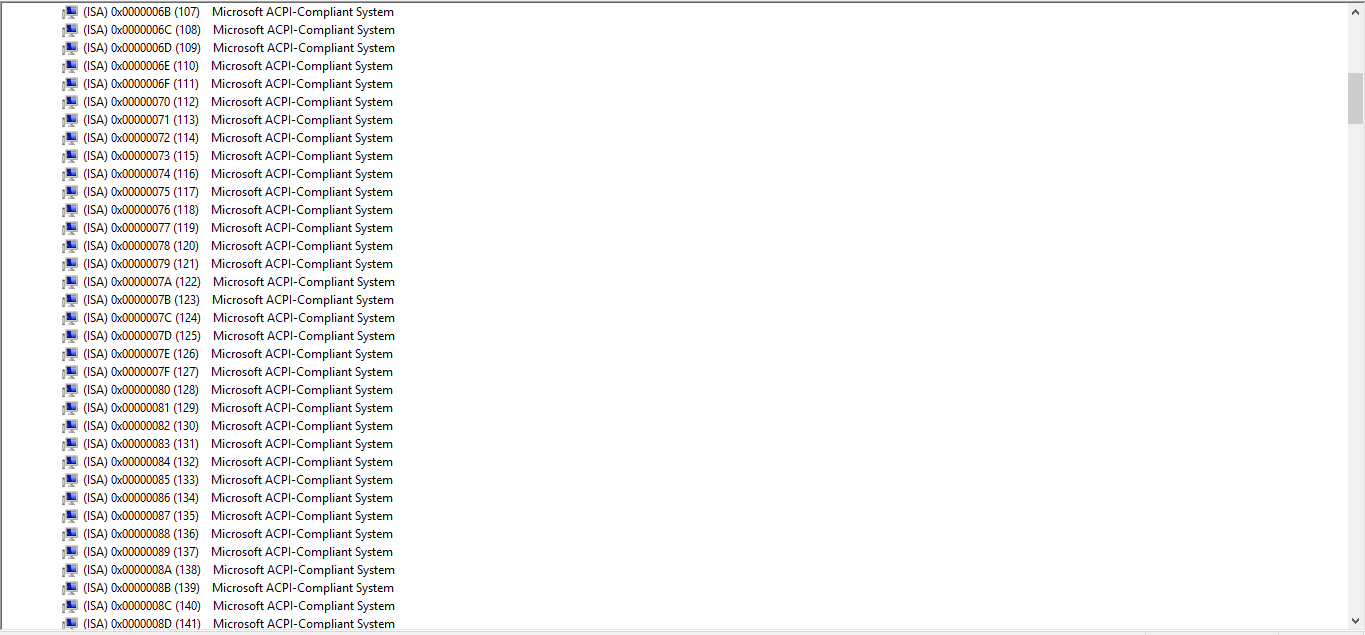 (ISA) 0x0000006B (107) Microsoft ACPI-Compliant System
(ISA) 0x0000006C (108) Microsoft ACPI-Compliant System
(ISA) 0x0000006D (109) Microsoft ACPI-Compliant System
(ISA) 0x0000006E (110) Microsoft ACPI-Compliant System
(ISA) 0x0000006F (111) Microsoft ACPI-Compliant System
(ISA) 0x00000070 (112) Microsoft ACPI-Compliant System
(ISA) 0x00000071 (113) Microsoft ACPI-Compliant System
(ISA) 0x00000072 (114) Microsoft ACPI-Compliant System
(ISA) 0x00000073 (115) Microsoft ACPI-Compliant System
(ISA) 0x00000074 (116) Microsoft ACPI-Compliant System
(ISA) 0x00000075 (117) Microsoft ACPI-Compliant System
(ISA) 0x00000076 (118) Microsoft ACPI-Compliant System
(ISA) 0x00000077 (119) Microsoft ACPI-Compliant System
(ISA) 0x00000078 (120) Microsoft ACPI-Compliant System
(ISA) 0x00000079 (121) Microsoft ACPI-Compliant System
(ISA) 0x0000007A (122) Microsoft ACPI-Compliant System
(ISA) 0x0000007B (123) Microsoft ACPI-Compliant System
(ISA) 0x0000007C (124) Microsoft ACPI-Compliant System
(ISA) 0x0000007D (125) Microsoft ACPI-Compliant System
(ISA) 0x0000007E (126) Microsoft ACPI-Compliant System
(ISA) 0x0000007F (127) Microsoft ACPI-Compliant System
(ISA) 0x00000080 (128) Microsoft ACPI-Compliant System
(ISA) 0x00000081 (129) Microsoft ACPI-Compliant System
(ISA) 0x00000082 (130) Microsoft ACPI-Compliant System
(ISA) 0x00000083 (131) Microsoft ACPI-Compliant System
(ISA) 0x00000084 (132) Microsoft ACPI-Compliant System
(ISA) 0x00000085 (133) Microsoft ACPI-Compliant System
(ISA) 0x00000086 (134) Microsoft ACPI-Compliant System
(ISA) 0x00000087 (135) Microsoft ACPI-Compliant System
(ISA) 0x00000088 (136) Microsoft ACPI-Compliant System
(ISA) 0x00000089 (137) Microsoft ACPI-Compliant System
(ISA) 0x0000008A (138) Microsoft ACPI-Compliant System
(ISA) 0x0000008B (139) Microsoft ACPI-Compliant System
(ISA) 0x0000008C (140) Microsoft ACPI-Compliant System
(ISA) 0x0000008D (141) Microsoft ACPI-Compliant System